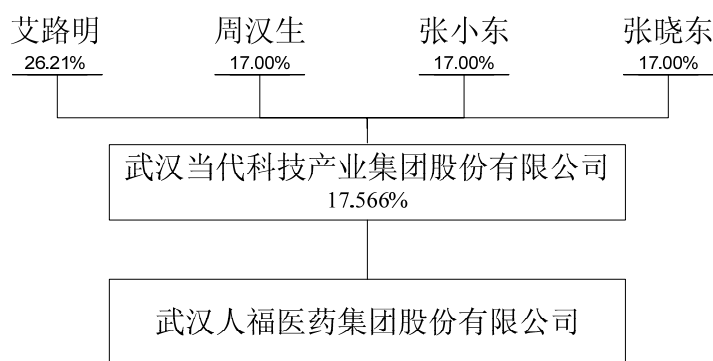 艾路明 周汉生 张小东 张晓东
26.21% 17.00% 17.00% 17.00%
武汉当代科技产业集团股份有限公司
17.566%
武汉人福医药集团股份有限公司